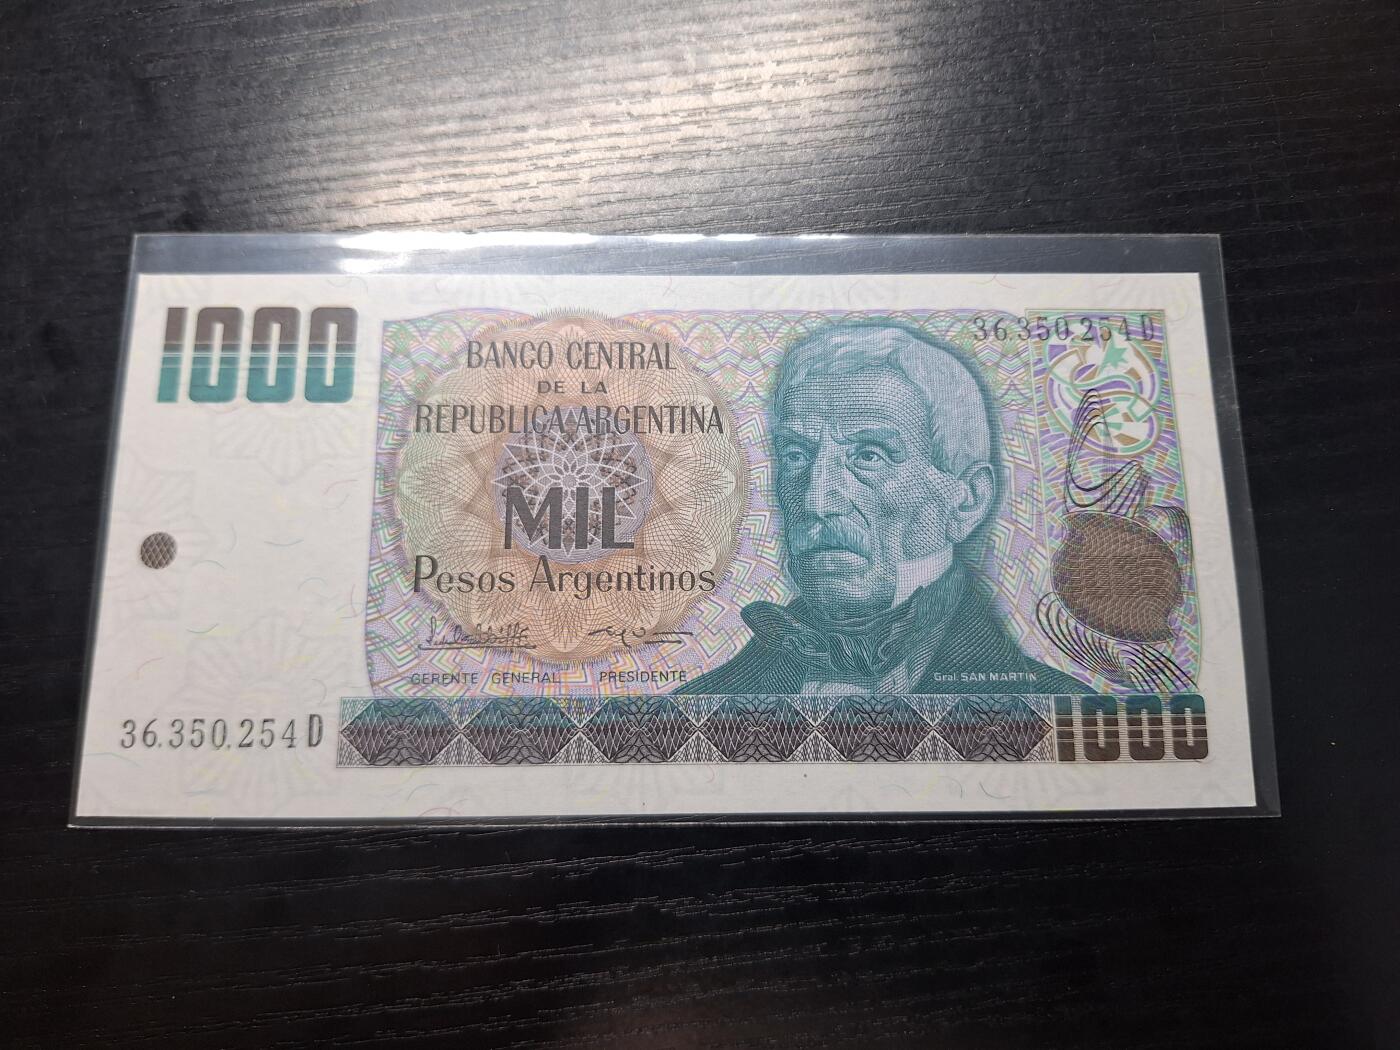 1000
36.350.254 D
BANCO CENTRAL
DE LA
REPUBLICA ARGENTINA
MIL
Pesos Argentinos
GERENTE GENERAL PRESIDENTE
Gral. SAN MARTIN
36.350.254 D
1000